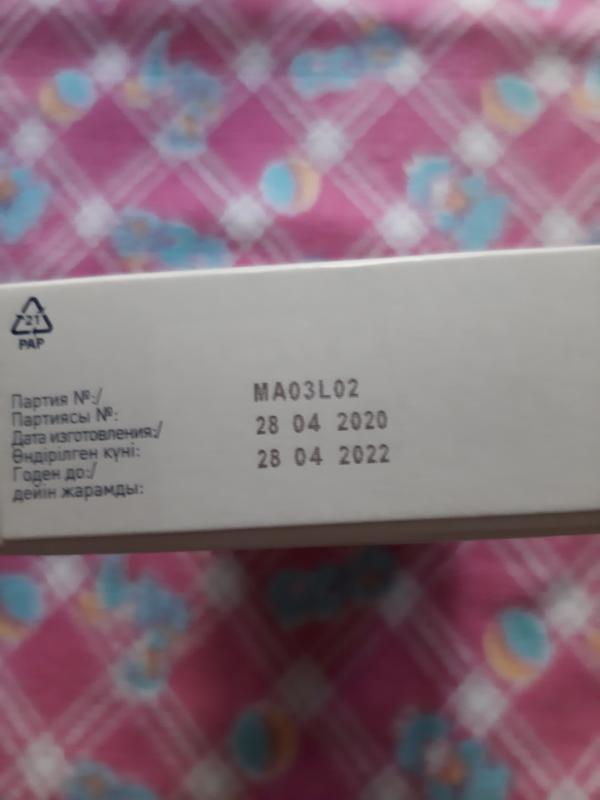 21
PAP
Партия №:/
Партиясы №:
Дата изготовления:/
Өндірілген күні:
Годен до:/
дейін жарамды:
MA03L02
28 04 2020
28 04 2022